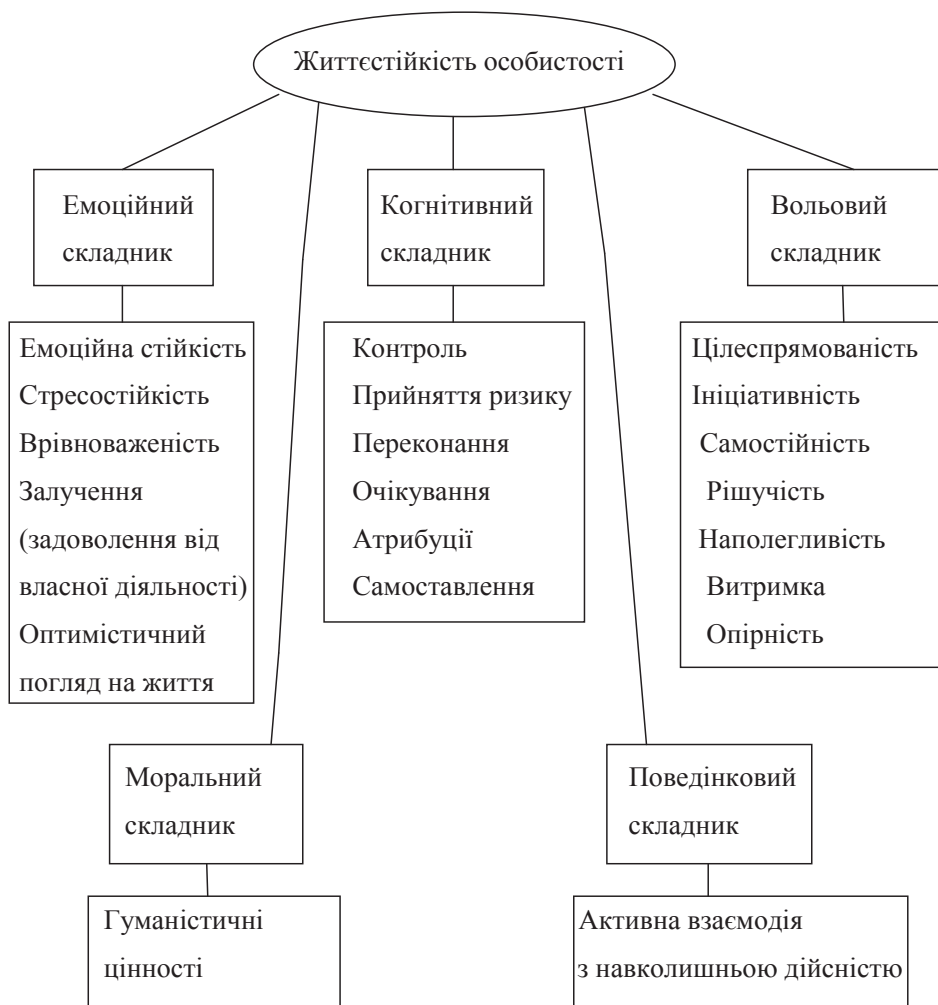 Життєстійкість особистості
Емоційний
складник
Когнітивний
складник
Вольовий
складник
Емоційна стійкість
Стресостійкість
Врівноваженість
Залучення
(задоволення від
власної діяльності)
Оптимістичний
погляд на життя
Контроль
Прийняття ризику
Переконання
Очікування
Атрибуції
Самоставлення
Цілеспрямованість
Ініціативність
Самостійність
Рішучість
Наполегливість
Витримка
Опірність
Моральний
складник
Поведінковий
складник
Гуманістичні
цінності
Активна взаємодія
з навколишньою дійсністю